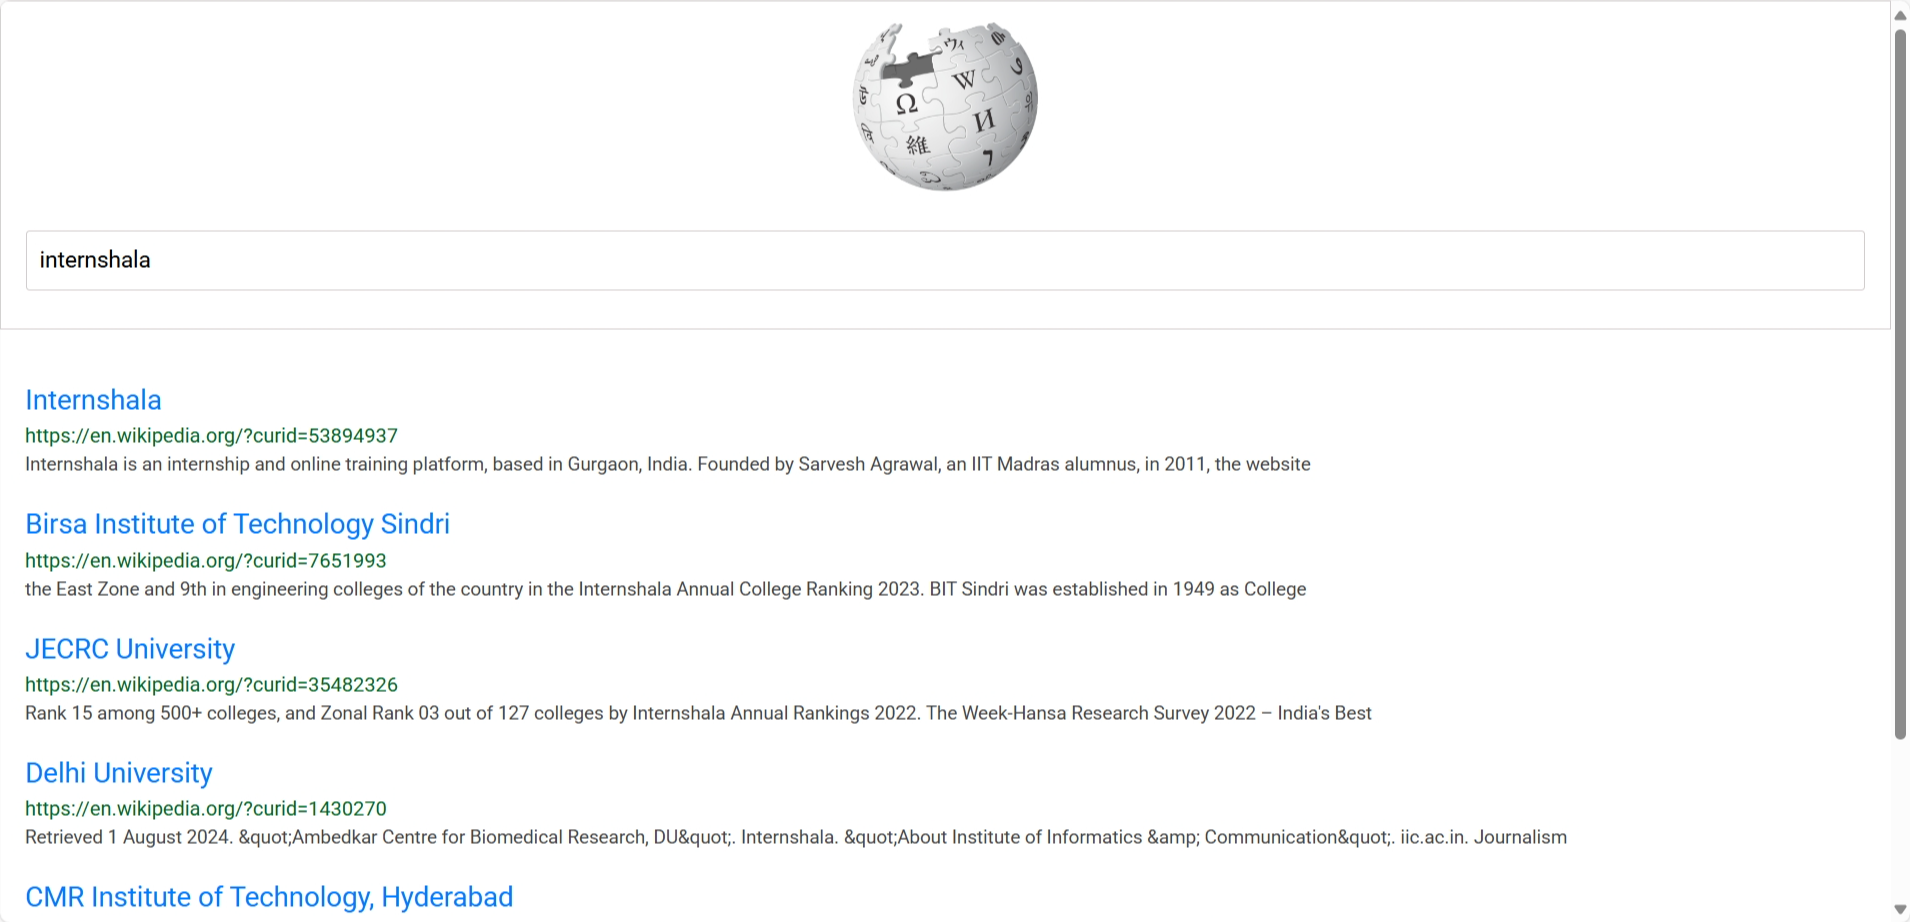 internshala
Internshala
https://en.wikipedia.org/?curid=53894937
Internshala is an internship and online training platform, based in Gurgaon, India. Founded by Sarvesh Agrawal, an IIT Madras alumnus, in 2011, the website
Birsa Institute of Technology Sindri
https://en.wikipedia.org/?curid=7651993
the East Zone and 9th in engineering colleges of the country in the Internshala Annual College Ranking 2023. BIT Sindri was established in 1949 as College
JECRC University
https://en.wikipedia.org/?curid=35482326
Rank 15 among 500+ colleges, and Zonal Rank 03 out of 127 colleges by Internshala Annual Rankings 2022. The Week-Hansa Research Survey 2022 – India's Best
Delhi University
https://en.wikipedia.org/?curid=1430270
Retrieved 1 August 2024. &quot;Ambedkar Centre for Biomedical Research, DU&quot;. Internshala. &quot;About Institute of Informatics &amp; Communication&quot;. iic.ac.in. Journalism
CMR Institute of Technology, Hyderabad